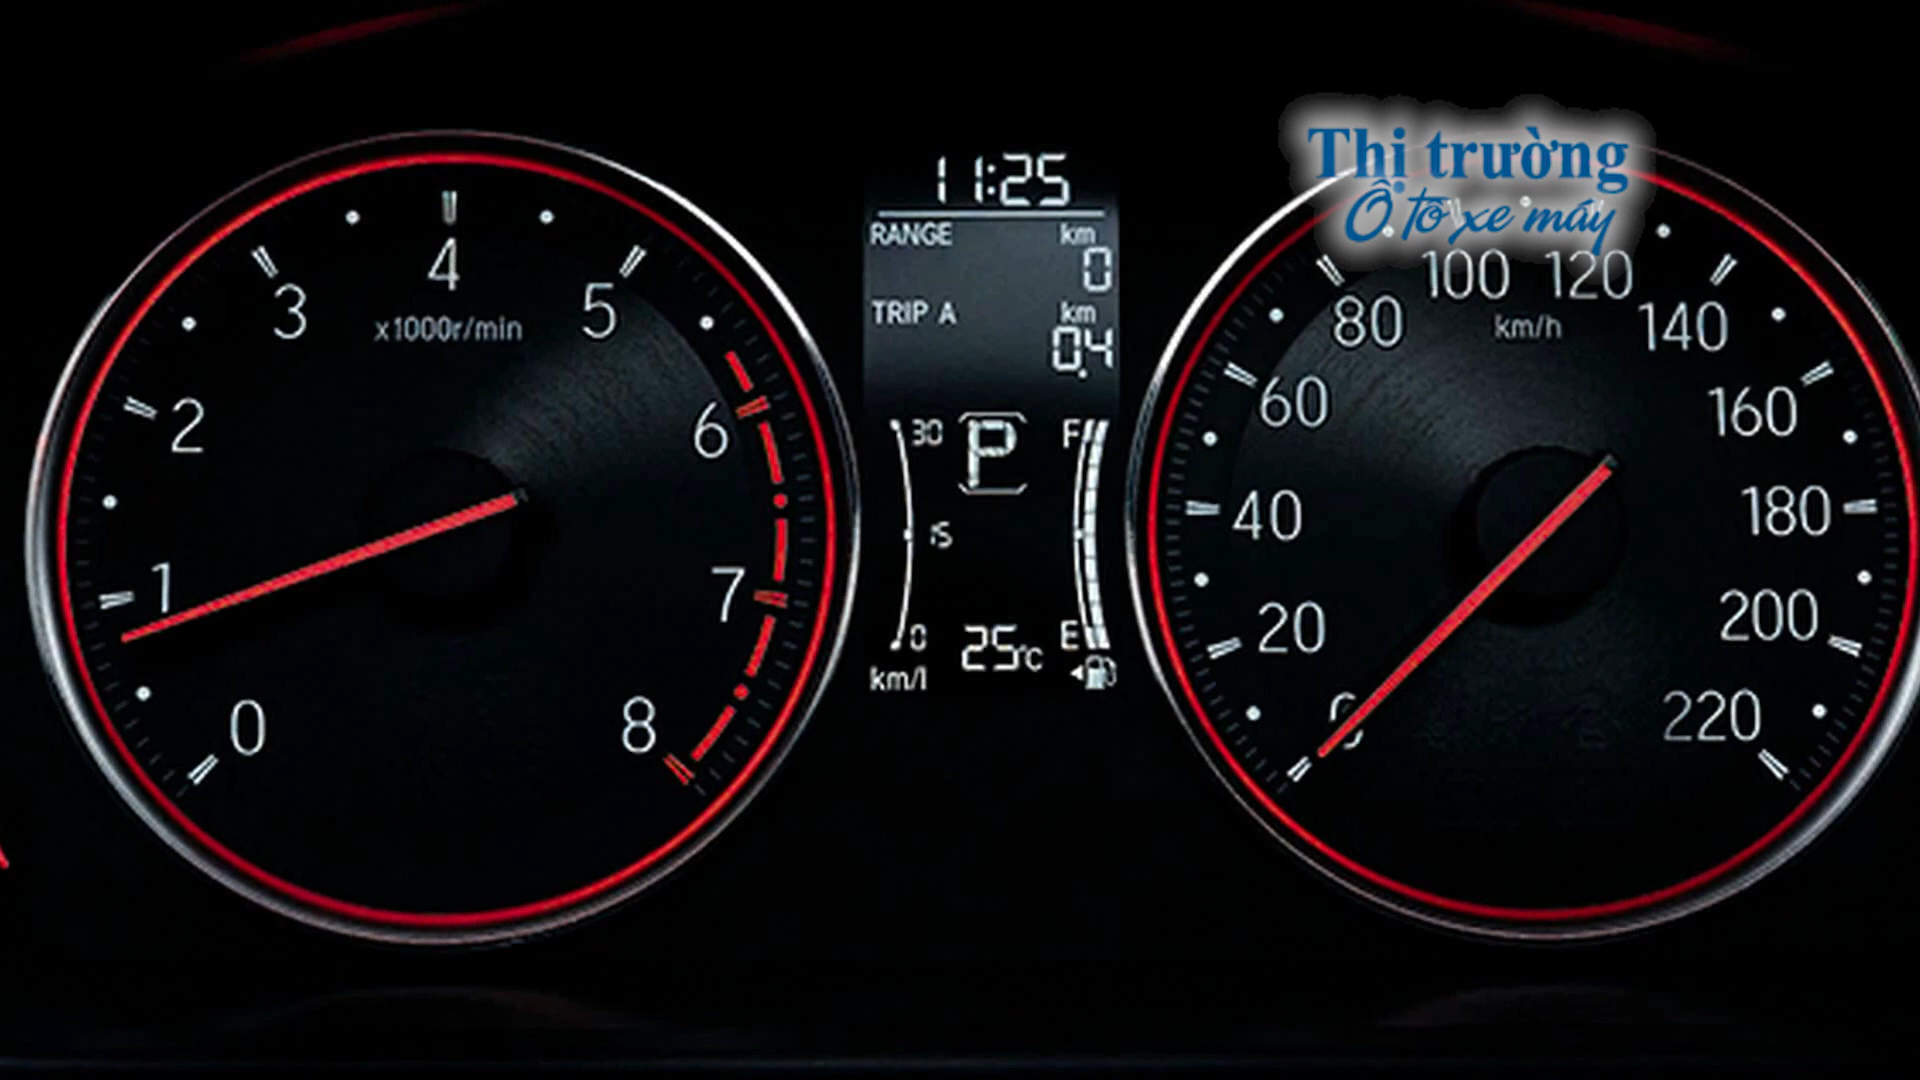 Thị trường
Ô tô xe máy
11:25
RANGE km
0
TRIP A km
0.4
0 1 2 3 4 5 6 7 8
x1000r/min
30
15
0
km/l
P
F
E
25°C
0 20 40 60 80 100 120 140 160 180 200 220
km/h